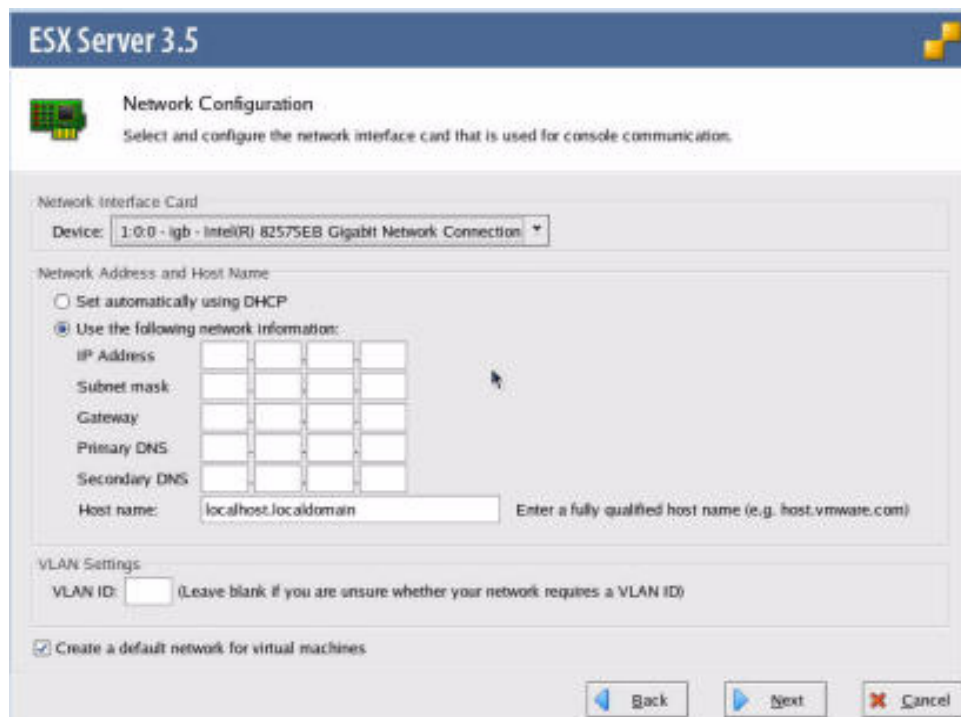 ESX Server 3.5
Network Configuration
Select and configure the network interface card that is used for console communication.
Network Interface Card
Device: 1:0:0 - igb - Intel(R) 82575EB Gigabit Network Connection
Network Address and Host Name
Set automatically using DHCP
Use the following network information:
IP Address
Subnet mask
Gateway
Primary DNS
Secondary DNS
Host name: localhost.localdomain Enter a fully qualified host name (e.g. host.vmware.com)
VLAN Settings
VLAN ID: (Leave blank if you are unsure whether your network requires a VLAN ID)
Create a default network for virtual machines
Back Next Cancel